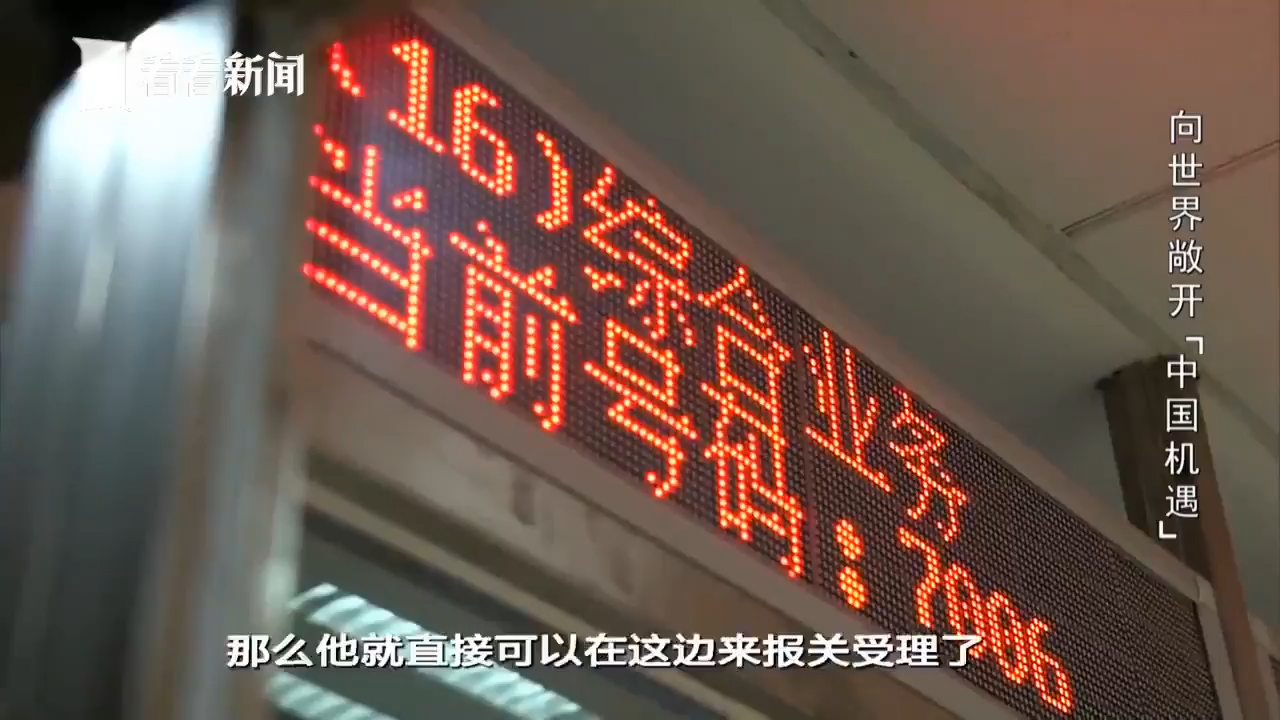 看看新闻
16)综合业务
当前号码:7006
向世界敞开「中国机遇」
那么他就直接可以在这边来报关受理了